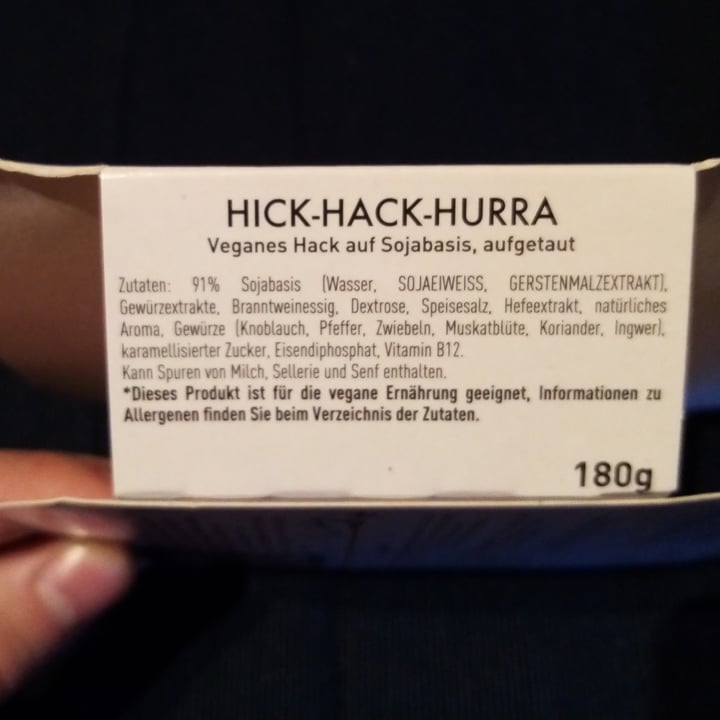 HICK-HACK-HURRA
Veganes Hack auf Sojabasis, aufgetaut
Zutaten: 91% Sojabasis (Wasser, SOJAEIWEISS, GERSTENMALZEXTRAKT),
Gewürzextrakte, Branntweinessig, Dextrose, Speisesalz, Hefeextrakt, natürliches
Aroma, Gewürze (Knoblauch, Pfeffer, Zwiebeln, Muskatblüte, Koriander, Ingwer),
karamellisierter Zucker, Eisendiphosphat, Vitamin B12.
Kann Spuren von Milch, Sellerie und Senf enthalten.
*Dieses Produkt ist für die vegane Ernährung geeignet, Informationen zu
Allergenen finden Sie beim Verzeichnis der Zutaten.
180g